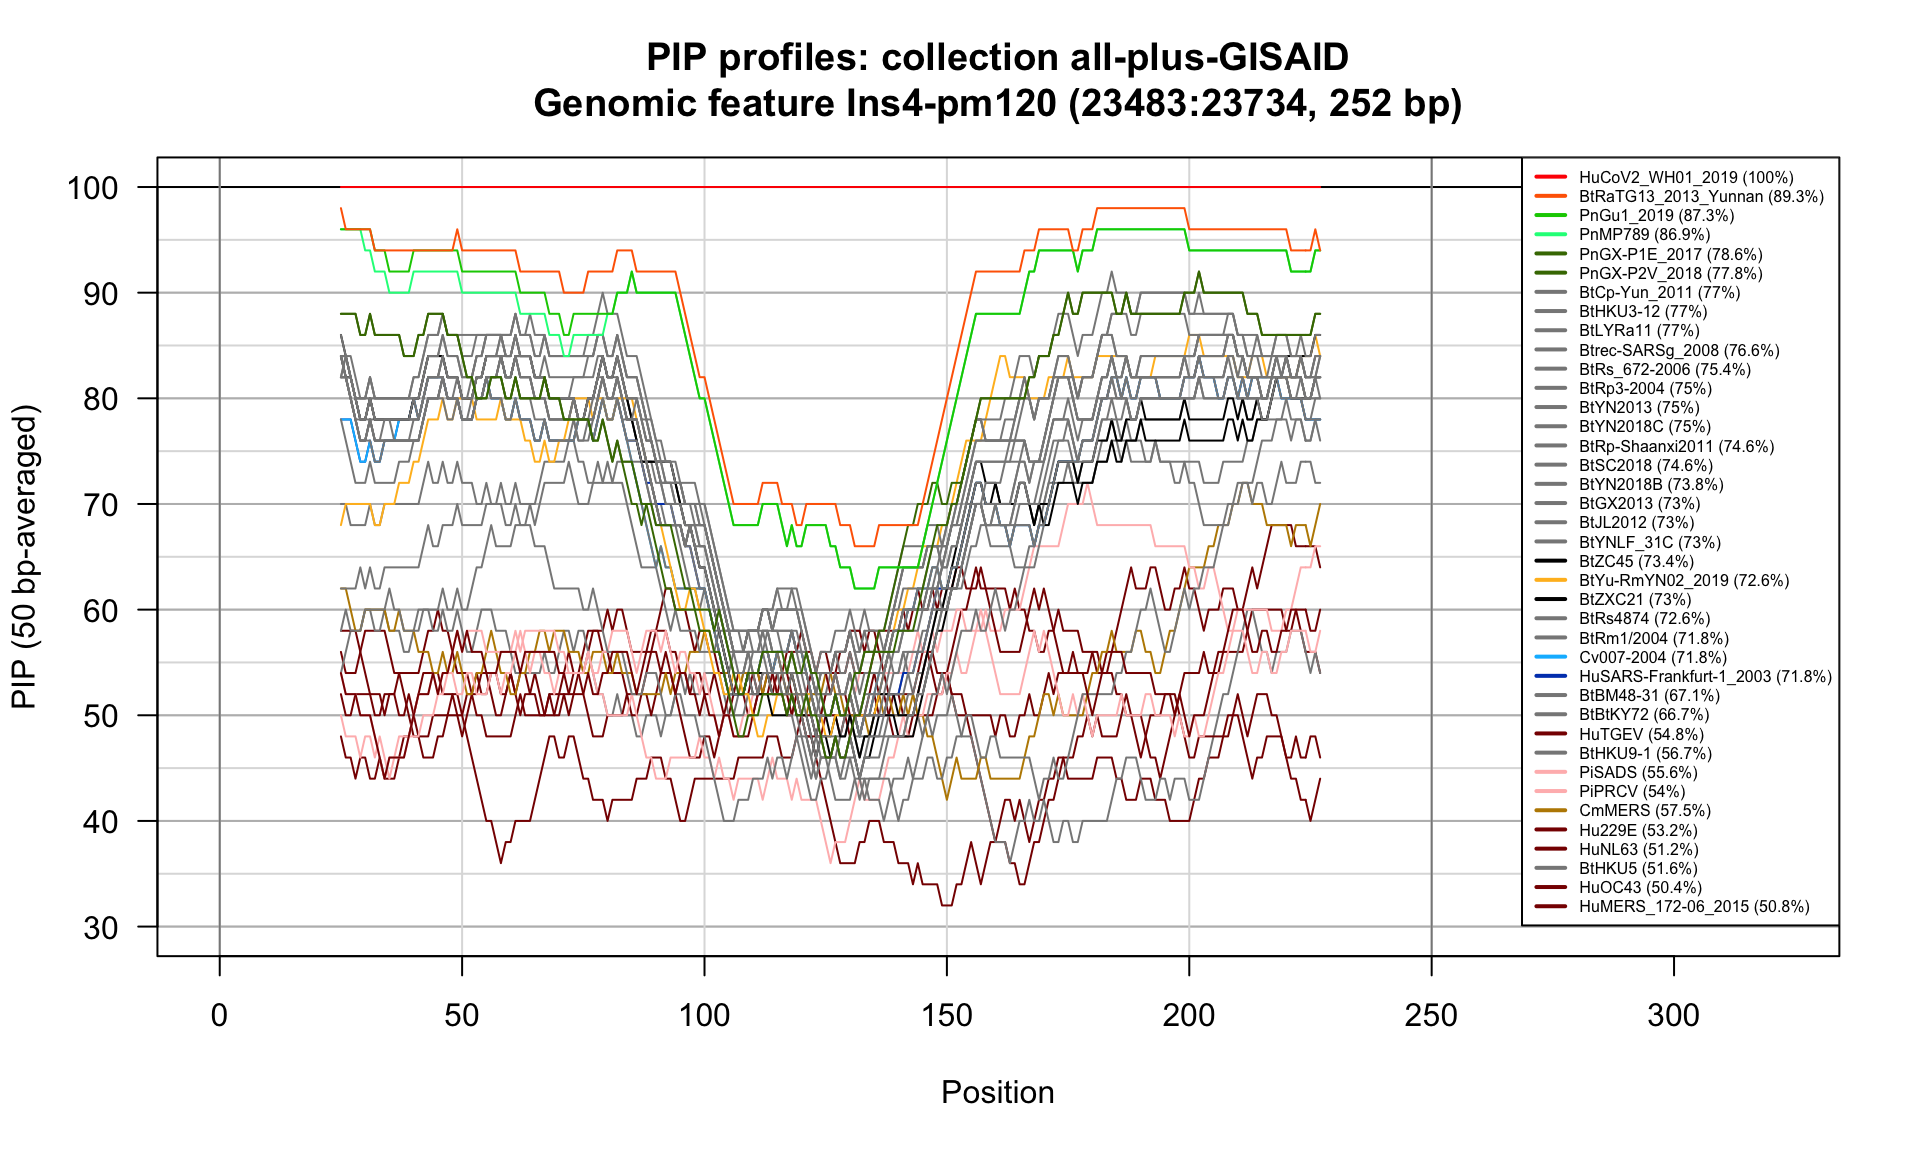 PIP profiles: collection all-plus-GISAID
Genomic feature Ins4-pm120 (23483:23734, 252 bp)
PIP (50 bp-averaged)
100
90
80
70
60
50
40
30
HuCoV2_WH01_2019 (100%)
BtRaTG13_2013_Yunnan (89.3%)
PnGu1_2019 (87.3%)
PnMP789 (86.9%)
PnGX-P1E_2017 (78.6%)
PnGX-P2V_2018 (77.8%)
BtCp-Yun_2011 (77%)
BtHKU3-12 (77%)
BtLYRa11 (77%)
Btrec-SARSg_2008 (76.6%)
BtRs_672-2006 (75.4%)
BtRp3-2004 (75%)
BtYN2013 (75%)
BtYN2018C (75%)
BtRp-Shaanxi2011 (74.6%)
BtSC2018 (74.6%)
BtYN2018B (73.8%)
BtGX2013 (73%)
BtJL2012 (73%)
BtYNLF_31C (73%)
BtZC45 (73.4%)
BtYu-RmYN02_2019 (72.6%)
BtZXC21 (73%)
BtRs4874 (72.6%)
BtRm1/2004 (71.8%)
Cv007-2004 (71.8%)
HuSARS-Frankfurt-1_2003 (71.8%)
BtBM48-31 (67.1%)
BtBtKY72 (66.7%)
HuTGEV (54.8%)
BtHKU9-1 (56.7%)
PiSADS (55.6%)
PiPRCV (54%)
CmMERS (57.5%)
Hu229E (53.2%)
HuNL63 (51.2%)
BtHKU5 (51.6%)
HuOC43 (50.4%)
HuMERS_172-06_2015 (50.8%)
0 50 100 150 200 250 300
Position